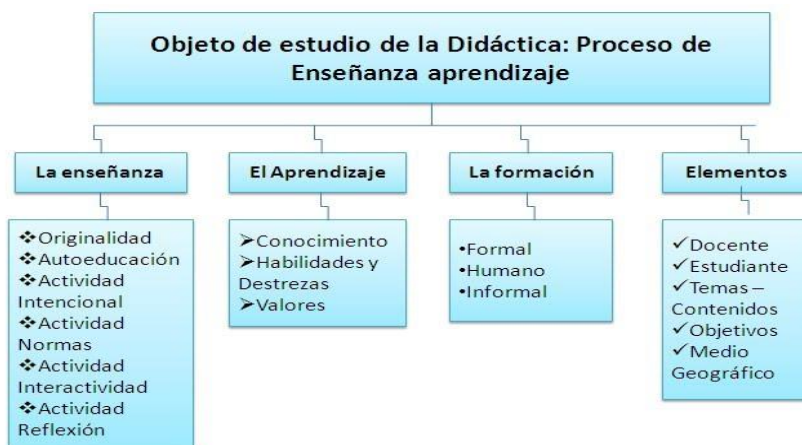 Objeto de estudio de la Didáctica: Proceso de
Enseñanza aprendizaje
La enseñanza
El Aprendizaje
La formación
Elementos
❖Originalidad
❖Autoeducación
❖Actividad
Intencional
❖Actividad
Normas
❖Actividad
Interactividad
❖Actividad
Reflexión
➢Conocimiento
➢Habilidades y
Destrezas
➢Valores
•Formal
•Humano
•Informal
✓Docente
✓Estudiante
✓Temas –
Contenidos
✓Objetivos
✓Medio
Geográfico